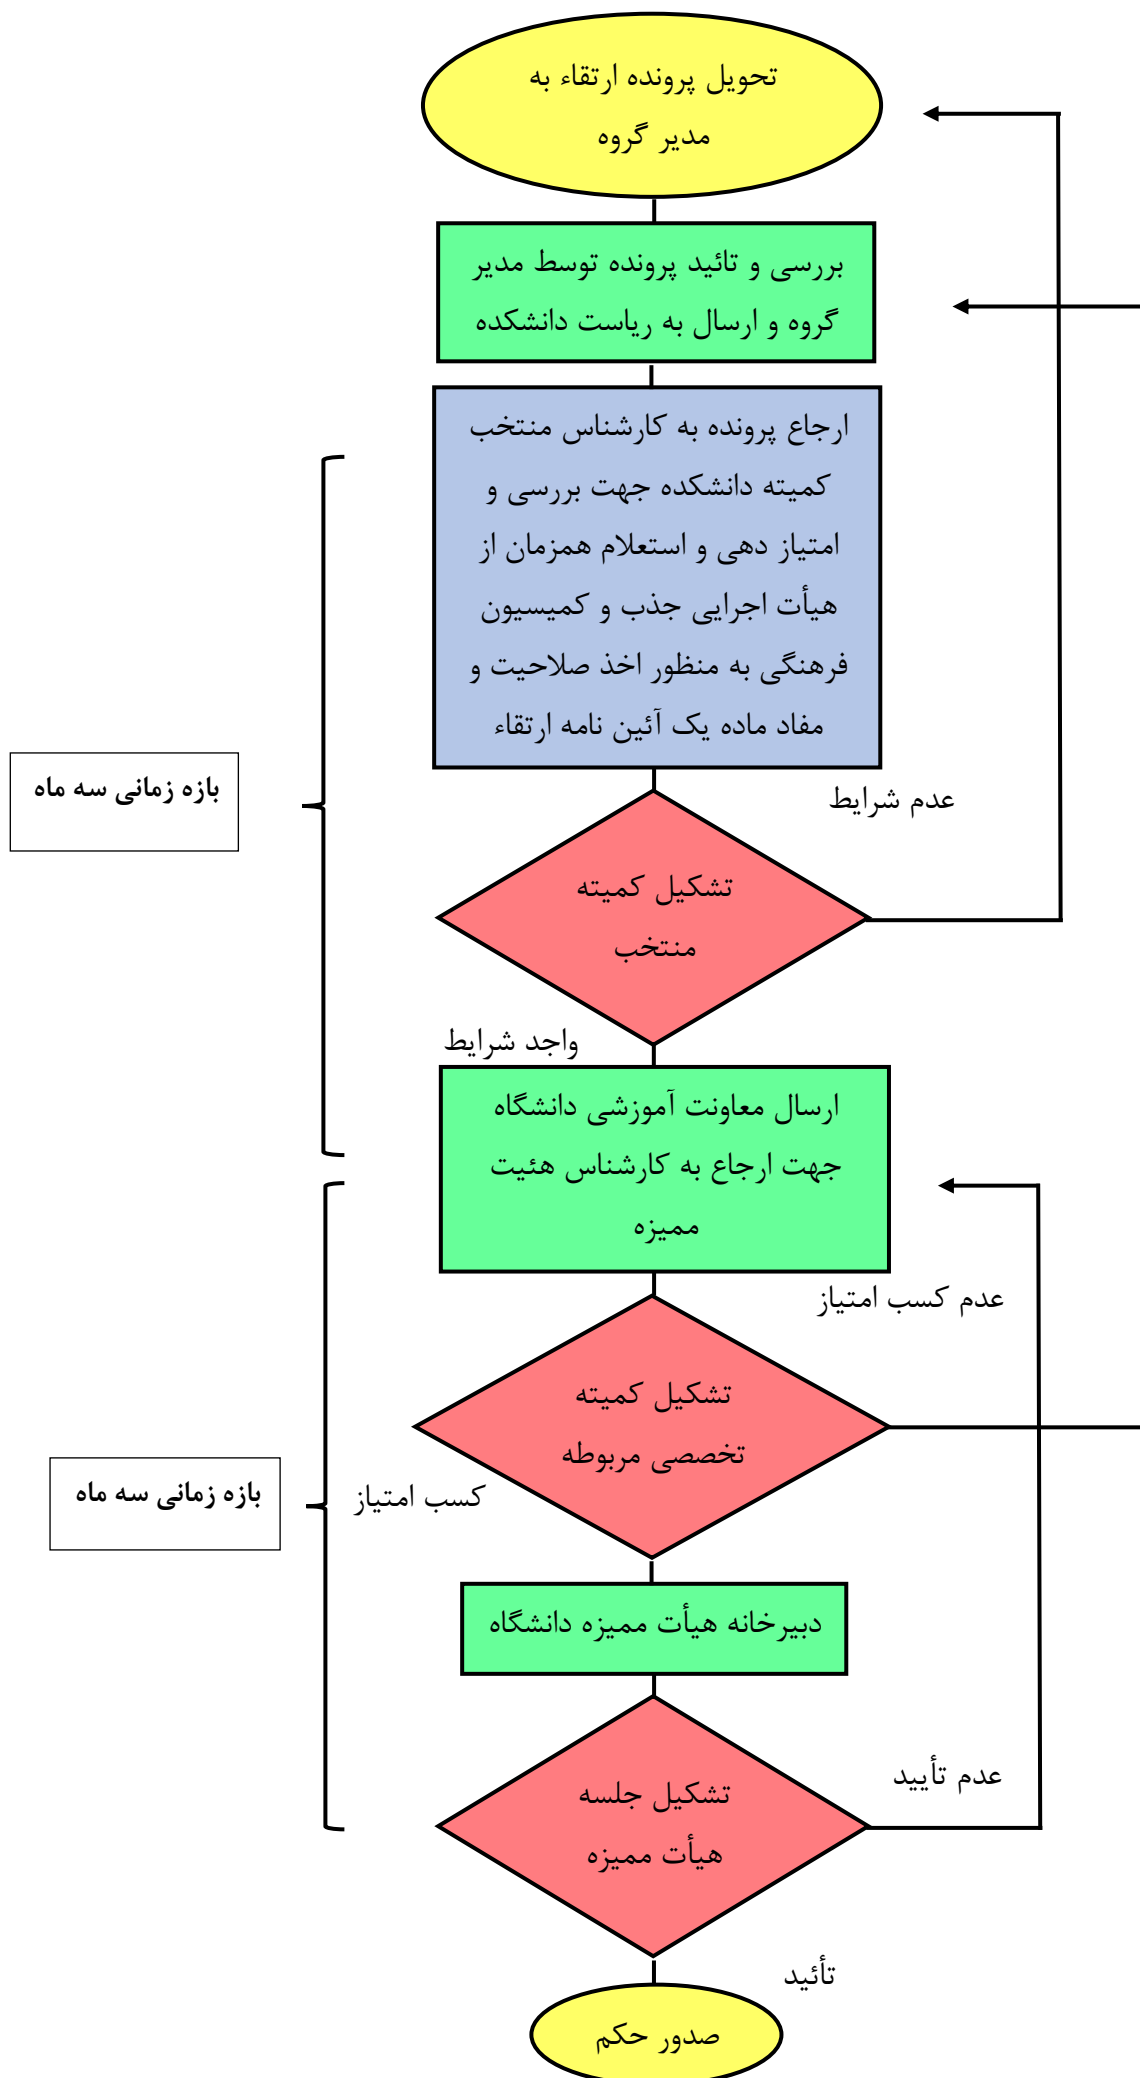 تحویل پرونده ارتقاء به
مدیر گروه
بررسی و تائید پرونده توسط مدیر
گروه و ارسال به ریاست دانشکده
ارجاع پرونده به کارشناس منتخب
کمیته دانشکده جهت بررسی و
امتیاز دهی و استعلام همزمان از
هیأت اجرایی جذب و کمیسیون
فرهنگی به منظور اخذ صلاحیت و
مفاد ماده یک آئین نامه ارتقاء
بازه زمانی سه ماه
عدم شرایط
تشکیل کمیته
منتخب
واجد شرایط
ارسال معاونت آموزشی دانشگاه
جهت ارجاع به کارشناس هئیت
ممیزه
عدم کسب امتیاز
تشکیل کمیته
تخصصی مربوطه
کسب امتیاز
بازه زمانی سه ماه
دبیرخانه هیأت ممیزه دانشگاه
عدم تأیید
تشکیل جلسه
هیأت ممیزه
تأئید
صدور حکم